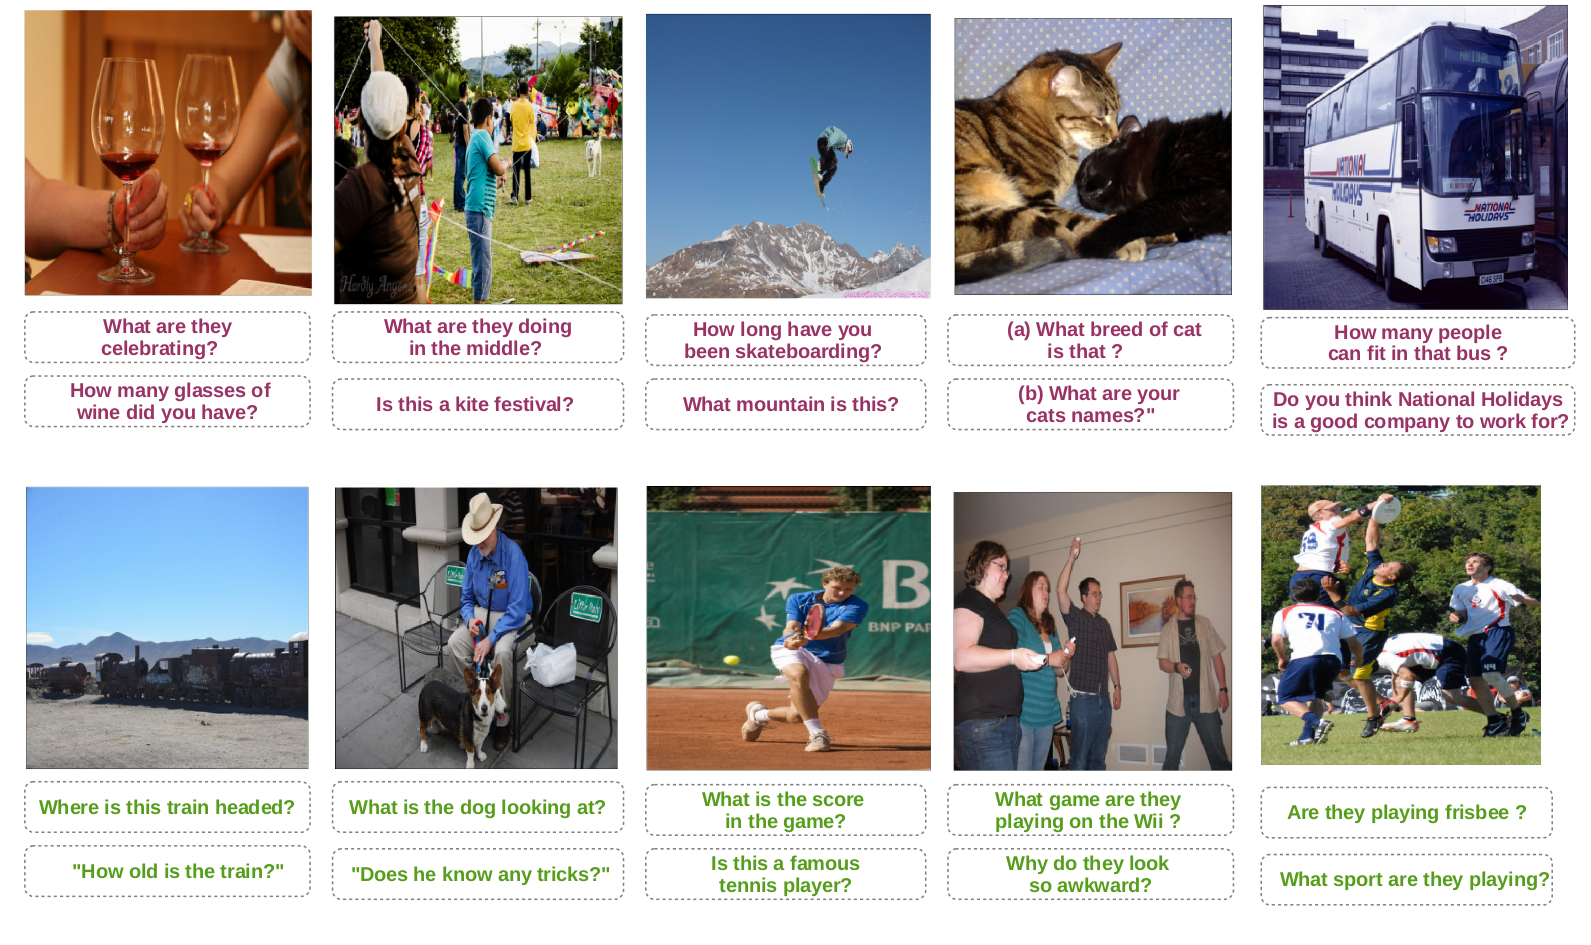 NATIONAL
HOLIDAYS
NATIONAL
HOLIDAYS
Hardly Anyone
What are they
celebrating?
How many glasses of
wine did you have?
What are they doing
in the middle?
Is this a kite festival?
How long have you
been skateboarding?
What mountain is this?
(a) What breed of cat
is that ?
(b) What are your
cats names?"
How many people
can fit in that bus ?
Do you think National Holidays
is a good company to work for?
B
BNP PAR
Where is this train headed?
"How old is the train?"
What is the dog looking at?
"Does he know any tricks?"
What is the score
in the game?
Is this a famous
tennis player?
What game are they
playing on the Wii ?
Why do they look
so awkward?
Are they playing frisbee ?
What sport are they playing?